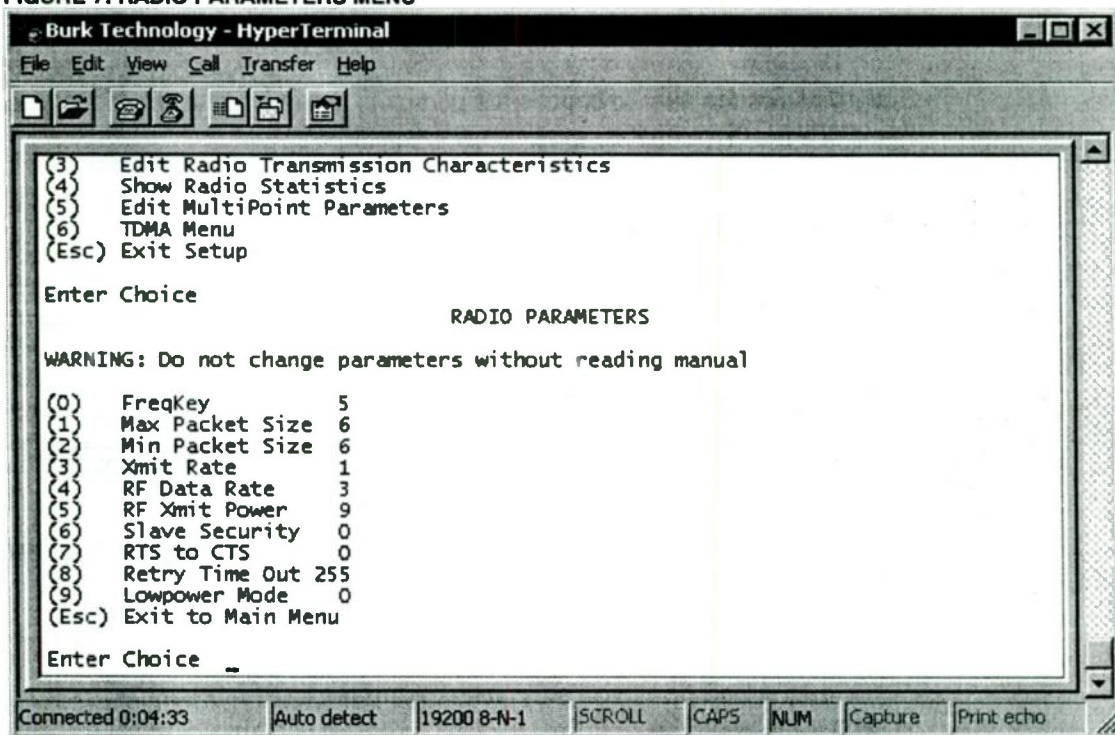 FIGURE 7: RADIO PARAMETERS MENU
Burk Technology - HyperTerminal
File Edit View Call Transfer Help
(3) Edit Radio Transmission Characteristics
(4) Show Radio Statistics
(5) Edit MultiPoint Parameters
(6) TDMA Menu
(Esc) Exit Setup
Enter Choice
RADIO PARAMETERS
WARNING: Do not change parameters without reading manual
(0) FreqKey 5
(1) Max Packet Size 6
(2) Min Packet Size 6
(3) Xmit Rate 1
(4) RF Data Rate 3
(5) RF Xmit Power 9
(6) Slave Security 0
(7) RTS to CTS 0
(8) Retry Time Out 255
(9) Lowpower Mode 0
(Esc) Exit to Main Menu
Enter Choice _
Connected 0:04:33 Auto detect 19200 8-N-1 SCROLL CAPS NUM Capture Print echo